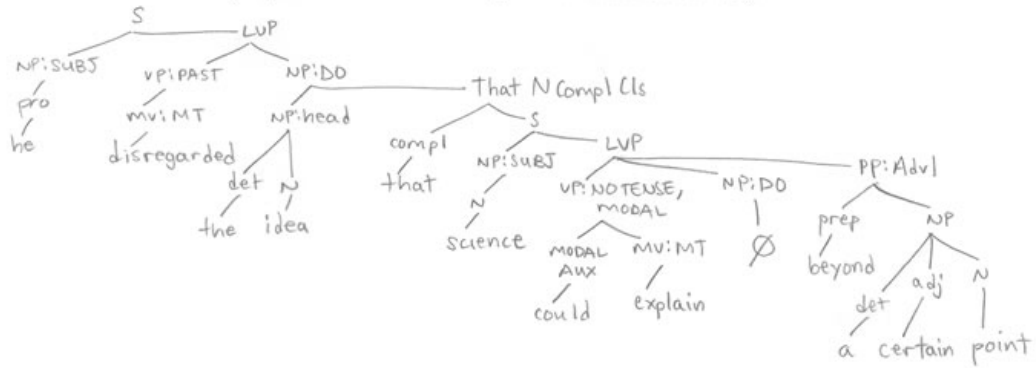 S
LVP
NP:SUBJ
VP:PAST
NP:DO
That N Compl Cls
pro
mv:MT
NP:head
compl
S
he
disregarded
that
NP:SUBJ
LVP
det
N
N
VP:NOTENSE,
MODAL
NP:DO
PP:Advl
the
idea
science
MODAL
AUX
MV:MT
∅
prep
NP
could
explain
beyond
det
adj
N
a
certain
point